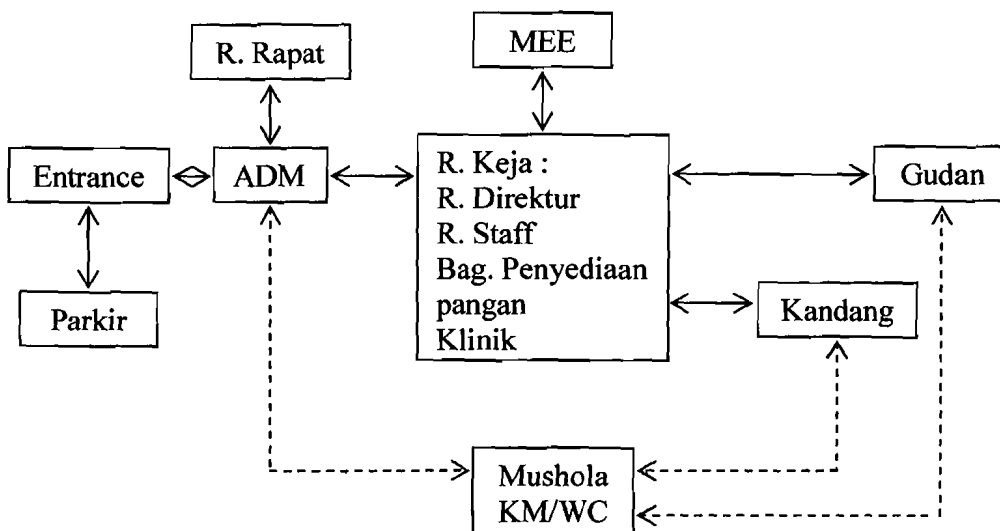 R. Rapat
MEE
Entrance
ADM
R. Keja :
R. Direktur
R. Staff
Bag. Penyediaan
pangan
Klinik
Gudan
Parkir
Kandang
Mushola
KM/WC